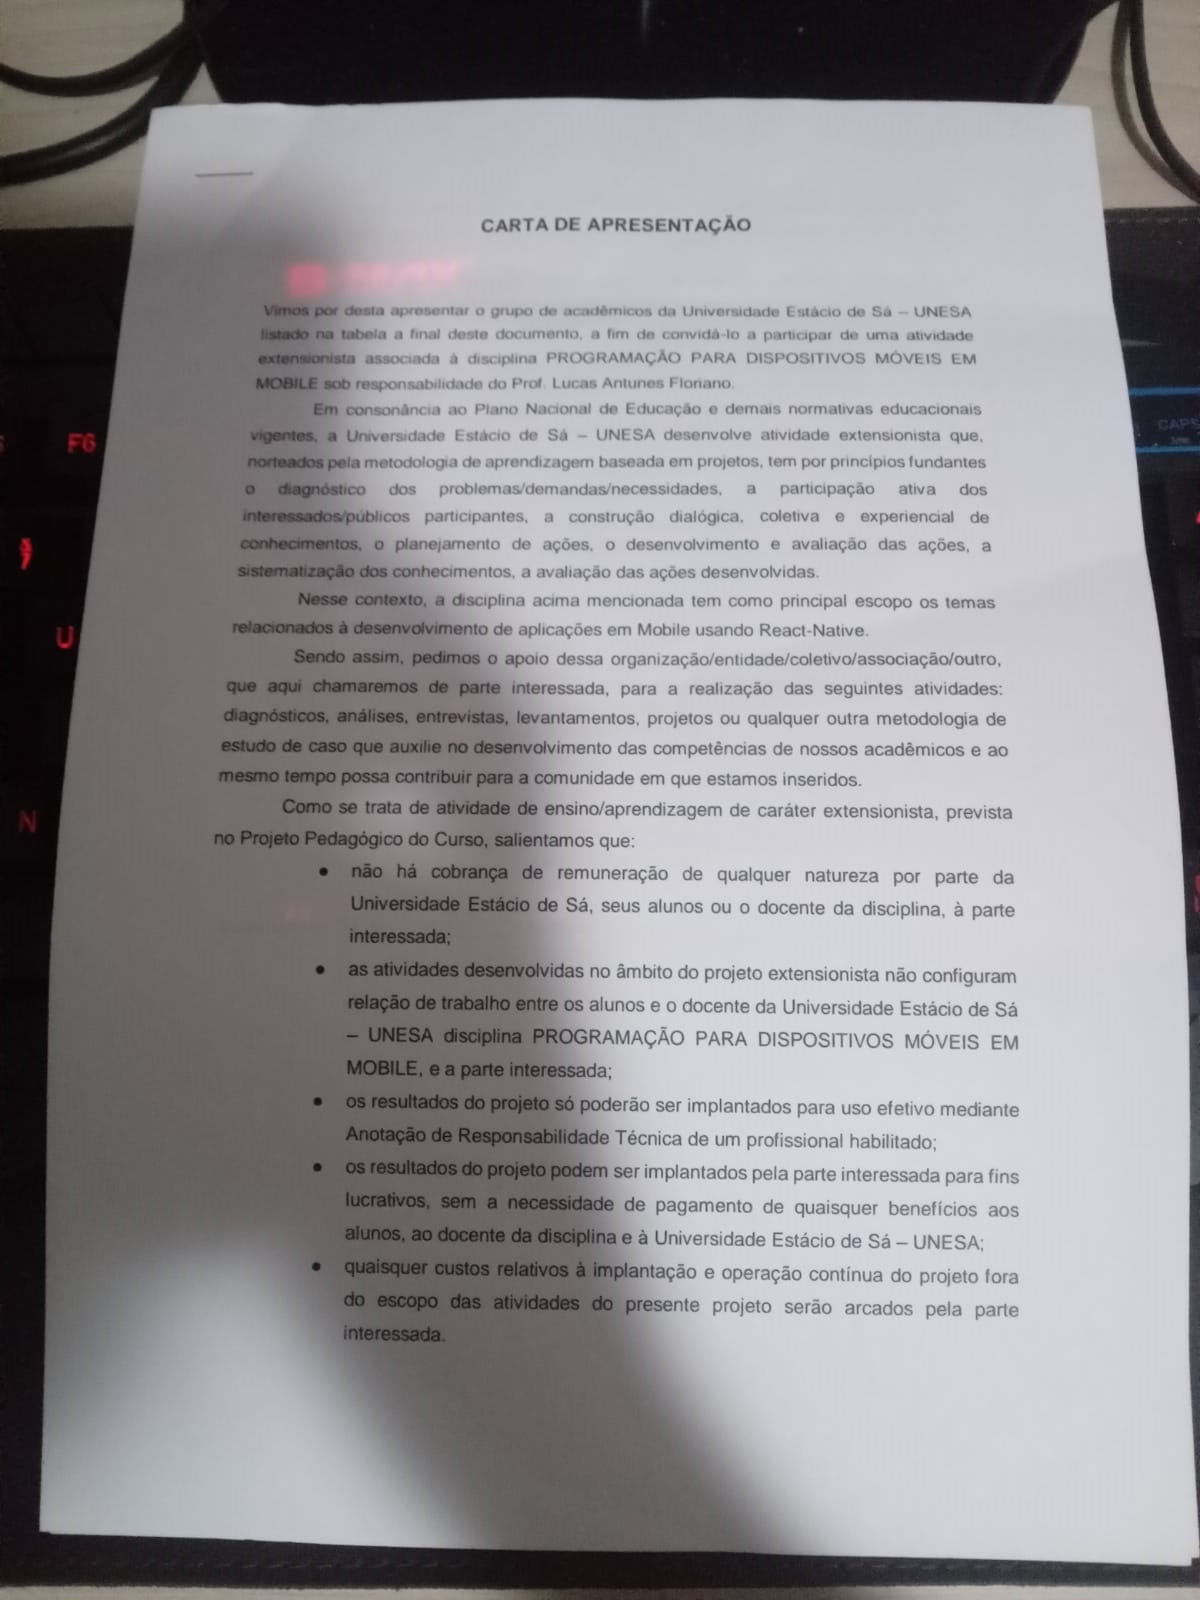 CARTA DE APRESENTAÇÃO
Vimos por desta apresentar o grupo de acadêmicos da Universidade Estácio de Sá – UNESA
listado na tabela a final deste documento, a fim de convidá-lo a participar de uma atividade
extensionista associada à disciplina PROGRAMAÇÃO PARA DISPOSITIVOS MÓVEIS EM
MOBILE sob responsabilidade do Prof. Lucas Antunes Floriano.
Em consonância ao Plano Nacional de Educação e demais normativas educacionais
vigentes, a Universidade Estácio de Sá – UNESA desenvolve atividade extensionista que,
norteados pela metodologia de aprendizagem baseada em projetos, tem por princípios fundantes
o diagnóstico dos problemas/demandas/necessidades, a participação ativa dos
interessados/públicos participantes, a construção dialógica, coletiva e experiencial de
conhecimentos, o planejamento de ações, o desenvolvimento e avaliação das ações, a
sistematização dos conhecimentos, a avaliação das ações desenvolvidas.
Nesse contexto, a disciplina acima mencionada tem como principal escopo os temas
relacionados à desenvolvimento de aplicações em Mobile usando React-Native.
Sendo assim, pedimos o apoio dessa organização/entidade/coletivo/associação/outro,
que aqui chamaremos de parte interessada, para a realização das seguintes atividades:
diagnósticos, análises, entrevistas, levantamentos, projetos ou qualquer outra metodologia de
estudo de caso que auxilie no desenvolvimento das competências de nossos acadêmicos e ao
mesmo tempo possa contribuir para a comunidade em que estamos inseridos.
Como se trata de atividade de ensino/aprendizagem de caráter extensionista, prevista
no Projeto Pedagógico do Curso, salientamos que:
• não há cobrança de remuneração de qualquer natureza por parte da
Universidade Estácio de Sá, seus alunos ou o docente da disciplina, à parte
interessada;
• as atividades desenvolvidas no âmbito do projeto extensionista não configuram
relação de trabalho entre os alunos e o docente da Universidade Estácio de Sá
– UNESA disciplina PROGRAMAÇÃO PARA DISPOSITIVOS MÓVEIS EM
MOBILE, e a parte interessada;
• os resultados do projeto só poderão ser implantados para uso efetivo mediante
Anotação de Responsabilidade Técnica de um profissional habilitado;
• os resultados do projeto podem ser implantados pela parte interessada para fins
lucrativos, sem a necessidade de pagamento de quaisquer benefícios aos
alunos, ao docente da disciplina e à Universidade Estácio de Sá – UNESA;
• quaisquer custos relativos à implantação e operação contínua do projeto fora
do escopo das atividades do presente projeto serão arcados pela parte
interessada.
F6
U
N
CAPS